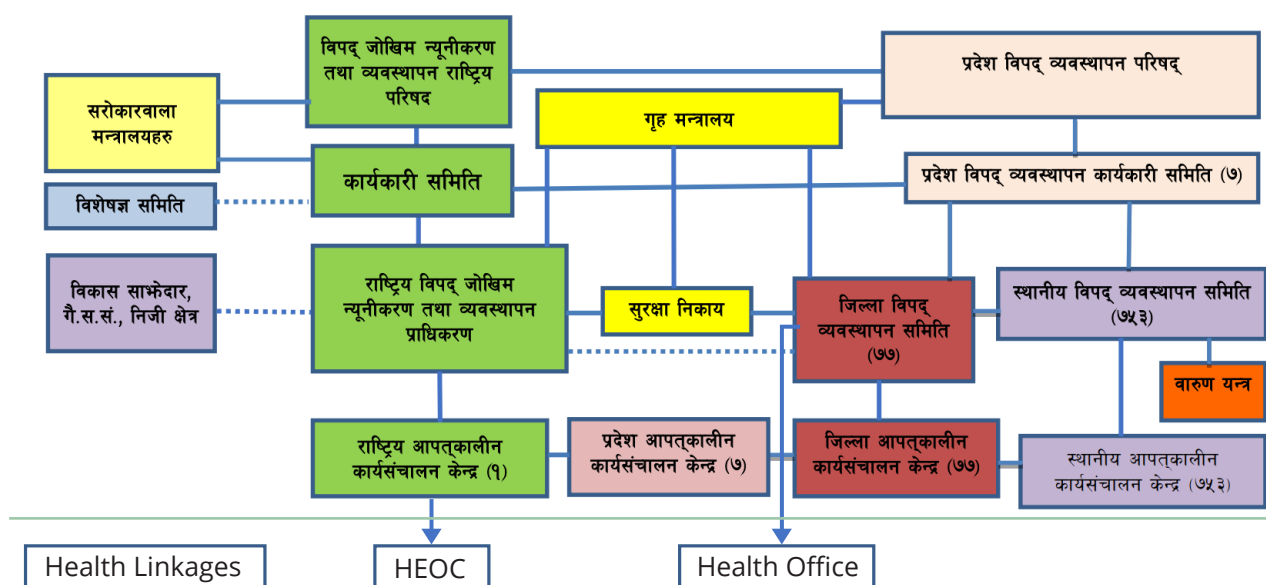 विपद् जोखिम न्यूनीकरण
तथा व्यवस्थापन राष्ट्रिय
परिषद
प्रदेश विपद् व्यवस्थापन परिषद्
सरोकारवाला
मन्त्रालयहरु
गृह मन्त्रालय
कार्यकारी समिति
प्रदेश विपद् व्यवस्थापन कार्यकारी समिति (७)
विशेषज्ञ समिति
विकास साझेदार,
गै.स.सं., निजी क्षेत्र
राष्ट्रिय विपद् जोखिम
न्यूनीकरण तथा व्यवस्थापन
प्राधिकरण
सुरक्षा निकाय
जिल्ला विपद्
व्यवस्थापन समिति
(७७)
स्थानीय विपद् व्यवस्थापन समिति
(७५३)
वारुण यन्त्र
राष्ट्रिय आपत्कालीन
कार्यसंचालन केन्द्र (१)
प्रदेश आपत्कालीन
कार्यसंचालन केन्द्र (७)
जिल्ला आपत्कालीन
कार्यसंचालन केन्द्र (७७)
स्थानीय आपत्कालीन
कार्यसंचालन केन्द्र (७५३)
Health Linkages
HEOC
Health Office